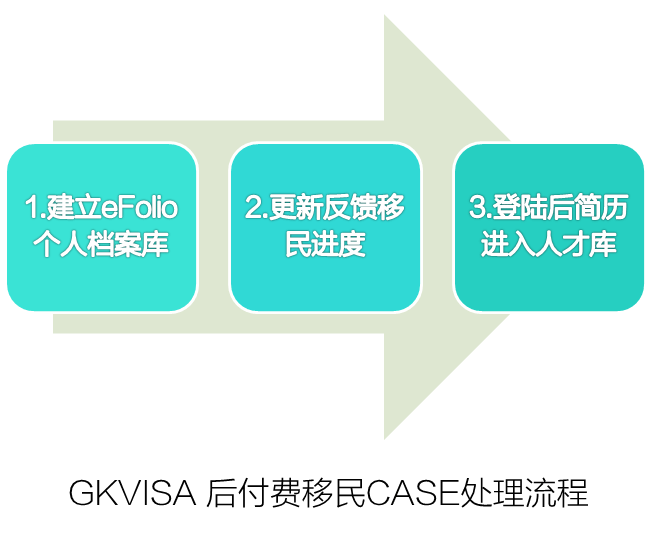 1.建立eFolio
个人档案库
2.更新反馈移
民进度
3.登陆后简历
进入人才库
GKVISA 后付费移民CASE处理流程